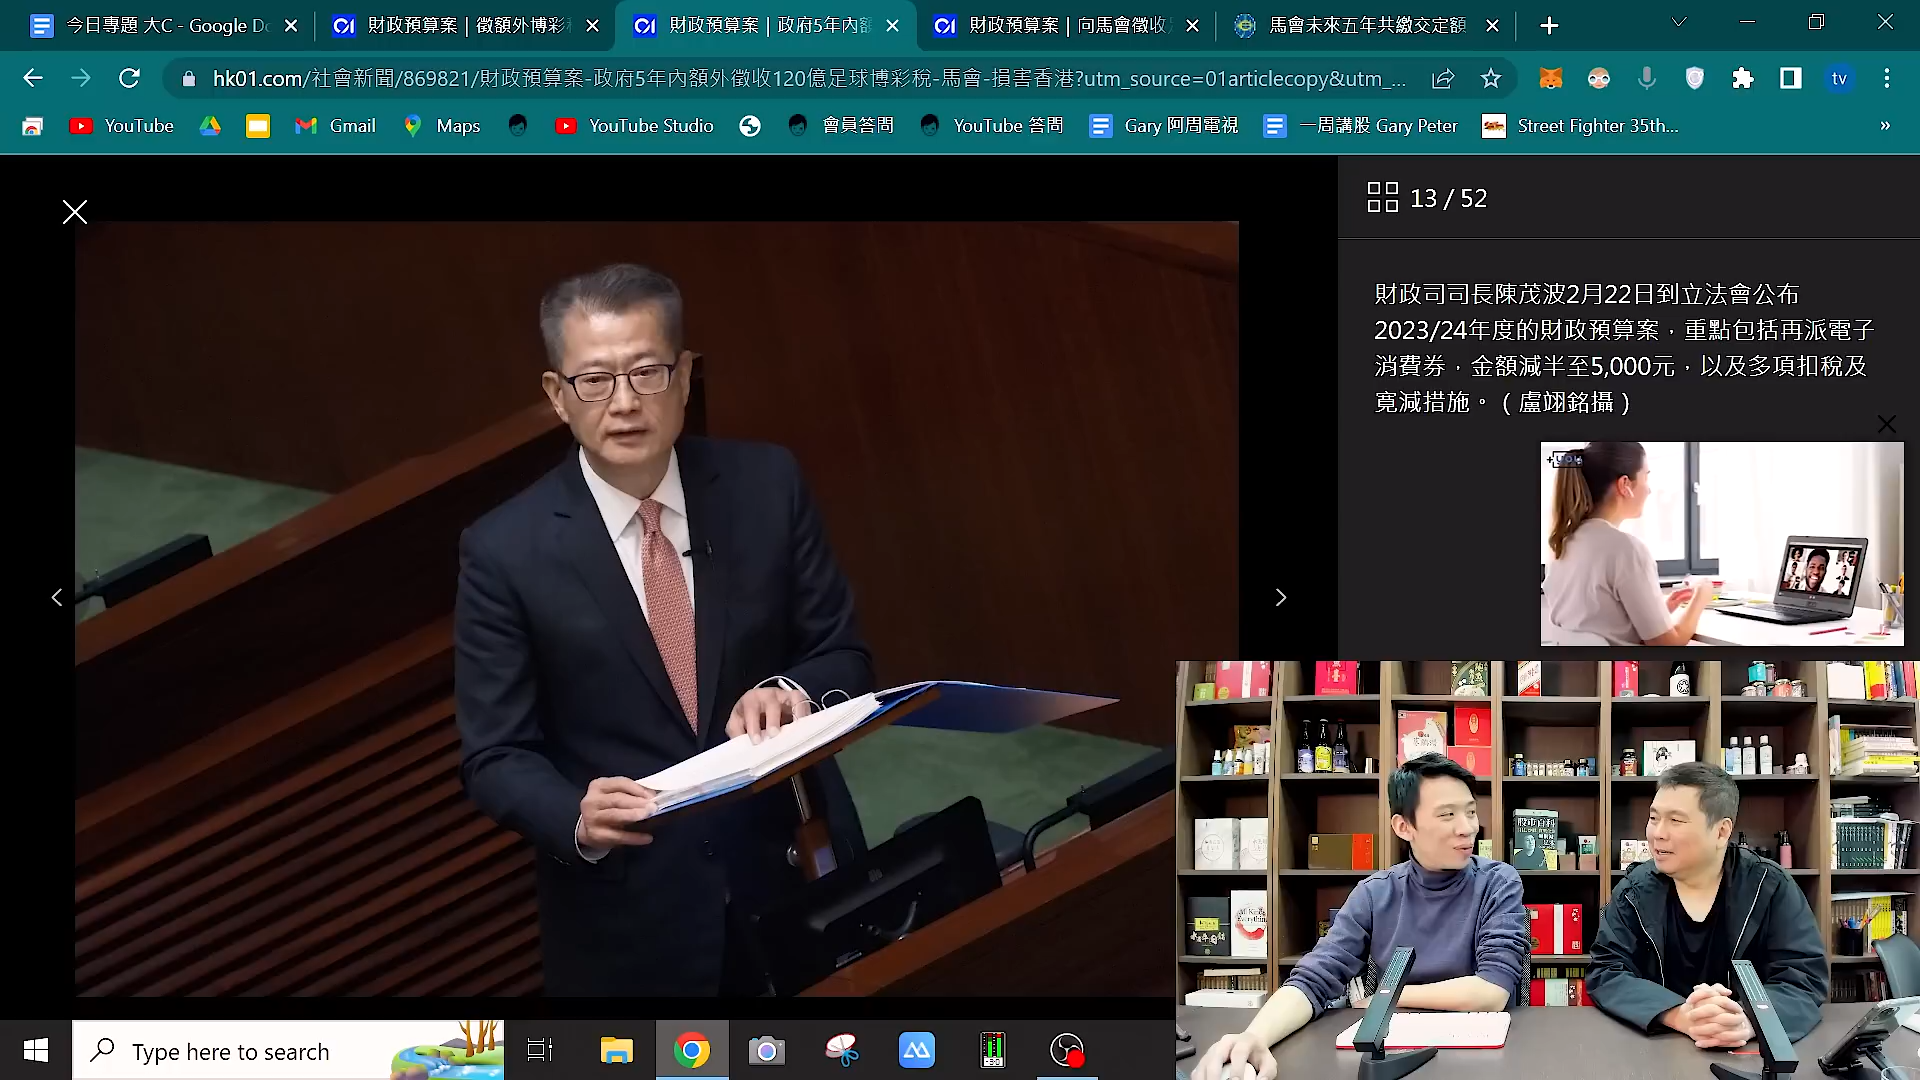 今日專題 大C - Google Do
財政預算案｜徵額外博彩
財政預算案｜政府5年內額
財政預算案｜向馬會徵收
馬會未來五年共繳交定額
hk01.com/社會新聞/869821/財政預算案-政府5年內額外徵收120億足球博彩稅-馬會-損害香港?utm_source=01articlecopy&utm_...
tv
YouTube
Gmail
Maps
YouTube Studio
會員答問
YouTube 答問
Gary 阿周電視
一周講股 Gary Peter
Street Fighter 35th...
13 / 52
財政司司長陳茂波2月22日到立法會公布
2023/24年度的財政預算案，重點包括再派電子
消費券，金額減半至5,000元，以及多項扣稅及
寬減措施。（盧翊銘攝）
股市百科
Type here to search